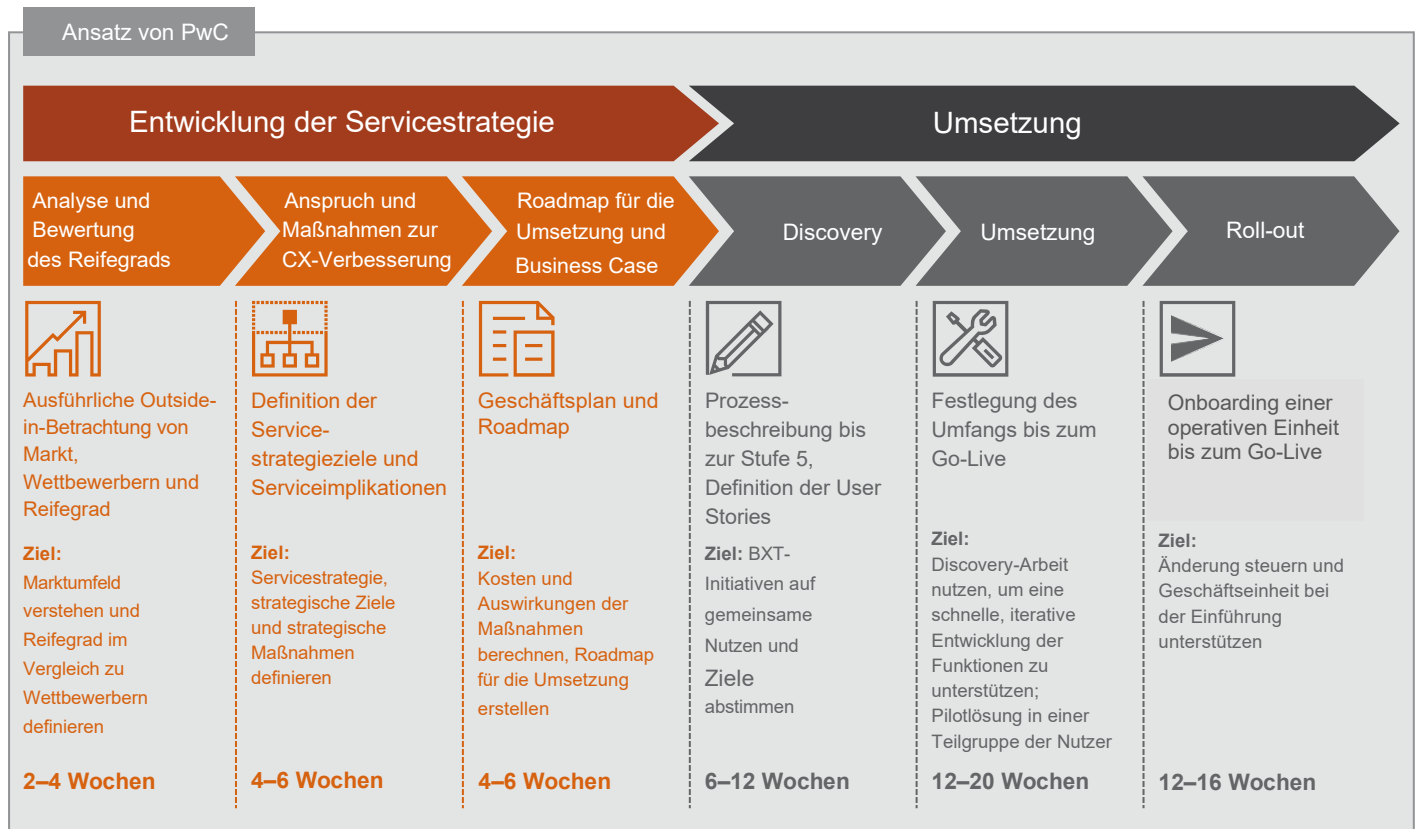 Ansatz von PwC
Entwicklung der Servicestrategie
Umsetzung
Analyse und
Bewertung
des Reifegrads
Anspruch und
Maßnahmen zur
CX-Verbesserung
Roadmap für die
Umsetzung und
Business Case
Discovery
Umsetzung
Roll-out
Ausführliche Outside-
in-Betrachtung von
Markt,
Wettbewerbern und
Reifegrad
Ziel:
Marktumfeld
verstehen und
Reifegrad im
Vergleich zu
Wettbewerbern
definieren
2–4 Wochen
Definition der
Service-
strategieziele und
Serviceimplikationen
Ziel:
Servicestrategie,
strategische Ziele
und strategische
Maßnahmen
definieren
4–6 Wochen
Geschäftsplan und
Roadmap
Ziel:
Kosten und
Auswirkungen der
Maßnahmen
berechnen, Roadmap
für die Umsetzung
erstellen
4–6 Wochen
Prozess-
beschreibung bis
zur Stufe 5,
Definition der User
Stories
Ziel: BXT-
Initiativen auf
gemeinsame
Nutzen und
Ziele
abstimmen
6–12 Wochen
Festlegung des
Umfangs bis zum
Go-Live
Ziel:
Discovery-Arbeit
nutzen, um eine
schnelle, iterative
Entwicklung der
Funktionen zu
unterstützen;
Pilotlösung in einer
Teilgruppe der Nutzer
12–20 Wochen
Onboarding einer
operativen Einheit
bis zum Go-Live
Ziel:
Änderung steuern und
Geschäftseinheit bei
der Einführung
unterstützen
12–16 Wochen